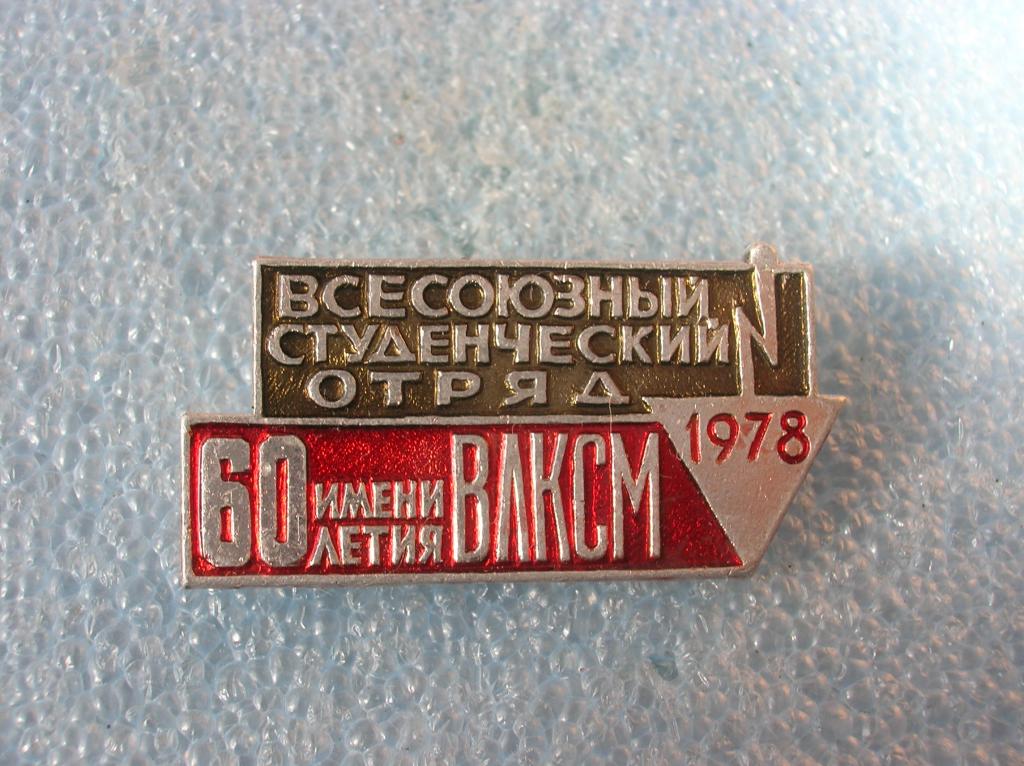 ВСЕСОЮЗНЫЙ
СТУДЕНЧЕСКИЙ
ОТРЯД
1978
60 ИМЕНИ ЛЕТИЯ ВЛКСМ